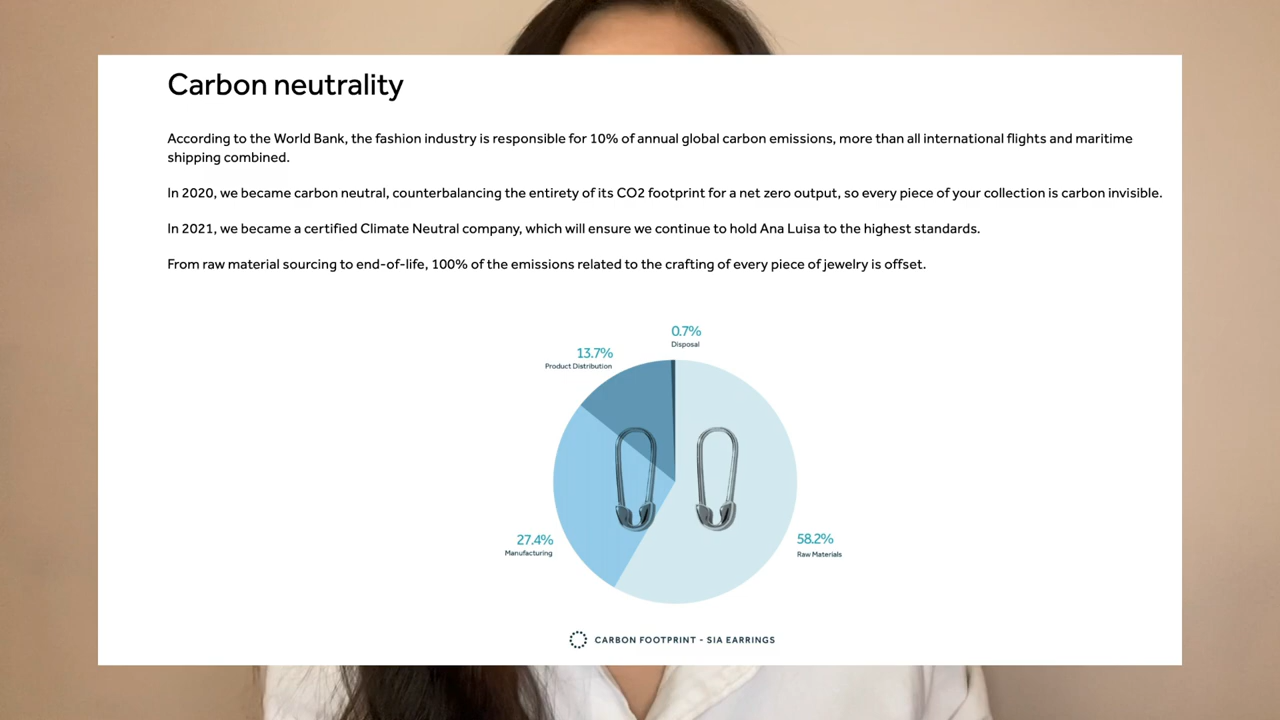 Carbon neutrality
According to the World Bank, the fashion industry is responsible for 10% of annual global carbon emissions, more than all international flights and maritime
shipping combined.
In 2020, we became carbon neutral, counterbalancing the entirety of its CO2 footprint for a net zero output, so every piece of your collection is carbon invisible.
In 2021, we became a certified Climate Neutral company, which will ensure we continue to hold Ana Luisa to the highest standards.
From raw material sourcing to end-of-life, 100% of the emissions related to the crafting of every piece of jewelry is offset.
0.7%
Disposal
13.7%
Product Distribution
27.4%
Manufacturing
58.2%
Raw Materials
CARBON FOOTPRINT - SIA EARRINGS